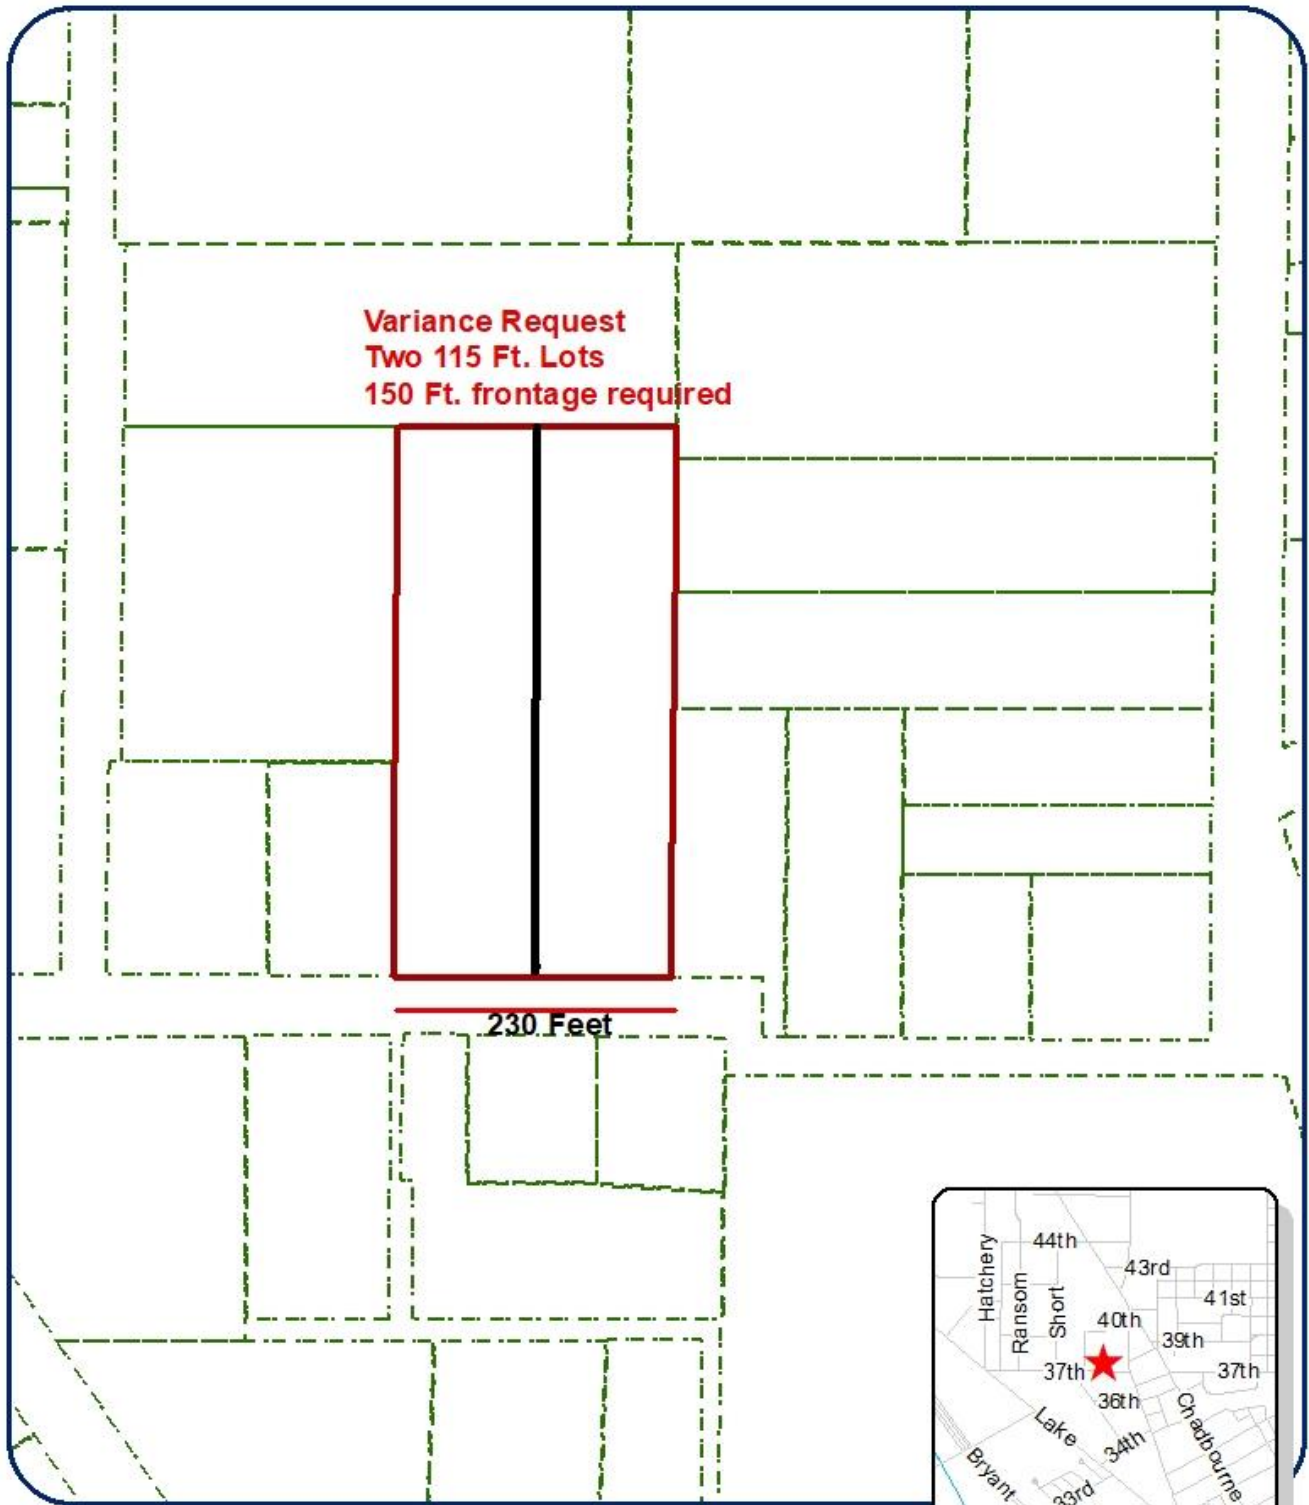 Variance Request
Two 115 Ft. Lots
150 Ft. frontage required
230 Feet
44th
Hatchery
43rd
Ransom
Short
41st
40th
39th
37th
37th
36th
Chadbourne
Lake
34th
Bryant
33rd